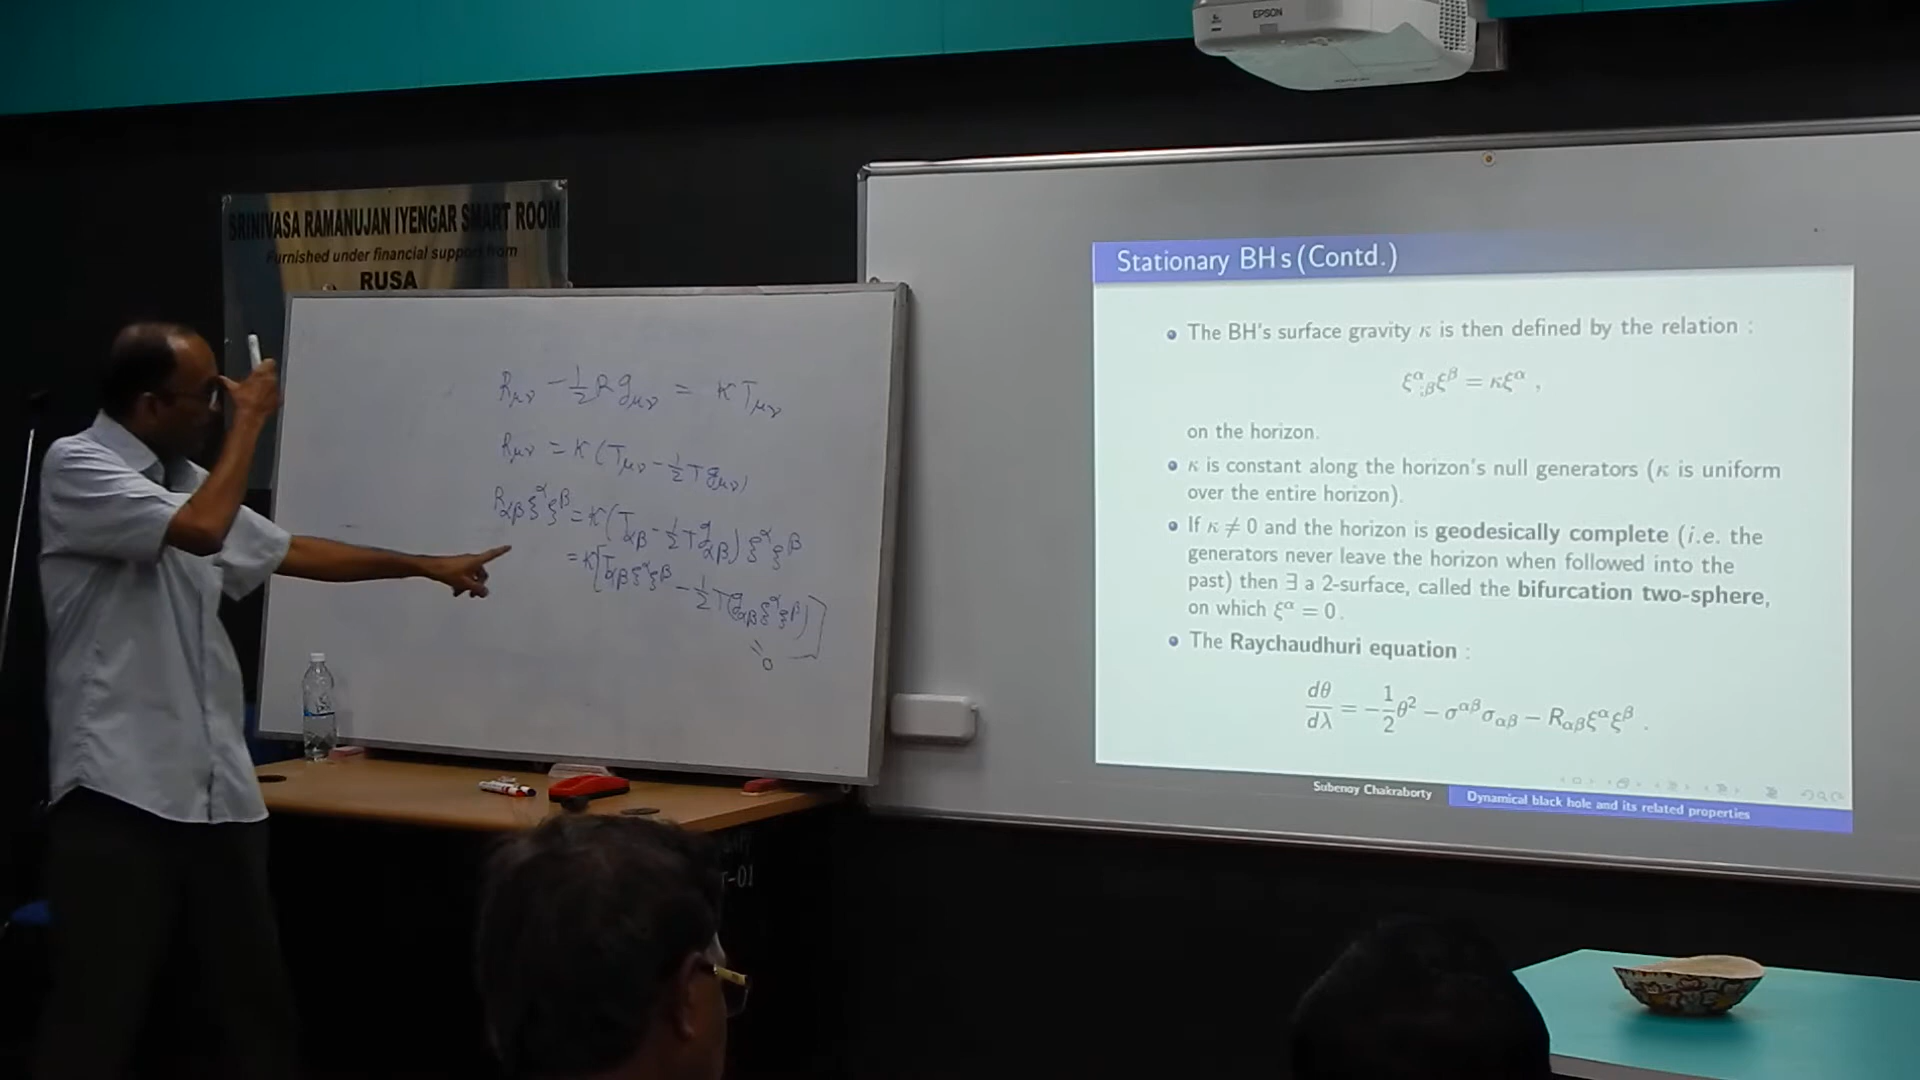 EPSON
SRINIVASA RAMANUJAN IYENGAR SMART ROOM
Furnished under financial support from
RUSA
R_{μν} - 1/2 R g_{μν} = κ T_{μν}
R_{μν} = κ (T_{μν} - 1/2 T g_{μν})
R_{αβ} ξ^α ξ^β = κ (T_{αβ} - 1/2 T g_{αβ}) ξ^α ξ^β
= κ [T_{αβ} ξ^α ξ^β - 1/2 T (g_{αβ} ξ^α ξ^β)]
= 0
Stationary BHs (Contd.)
• The BH's surface gravity κ is then defined by the relation :
ξ^α_{;β} ξ^β = κξ^α ,
on the horizon.
• κ is constant along the horizon's null generators (κ is uniform
over the entire horizon).
• If κ ≠ 0 and the horizon is geodesically complete (i.e. the
generators never leave the horizon when followed into the
past) then ∃ a 2-surface, called the bifurcation two-sphere,
on which ξ^α = 0.
• The Raychaudhuri equation :
dθ/dλ = -1/2 θ² - σ^{αβ} σ_{αβ} - R_{αβ} ξ^α ξ^β .
Subenoy Chakraborty
Dynamical black hole and its related properties
-01